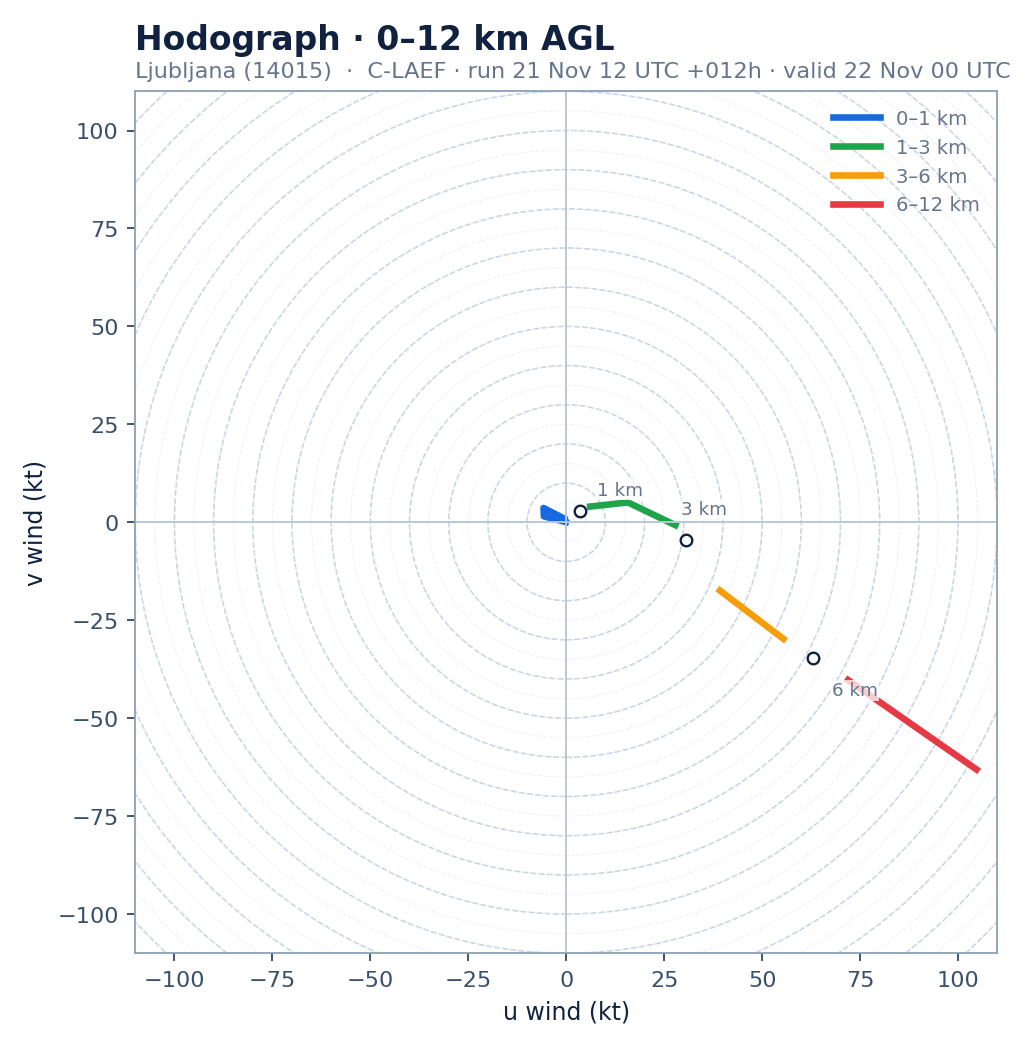 Hodograph · 0–12 km AGL
Ljubljana (14015)  ·  C-LAEF · run 21 Nov 12 UTC +012h · valid 22 Nov 00 UTC
0–1 km
1–3 km
3–6 km
6–12 km
100
75
50
25
0
−25
−50
−75
−100
v wind (kt)
1 km
3 km
6 km
−100 −75 −50 −25 0 25 50 75 100
u wind (kt)